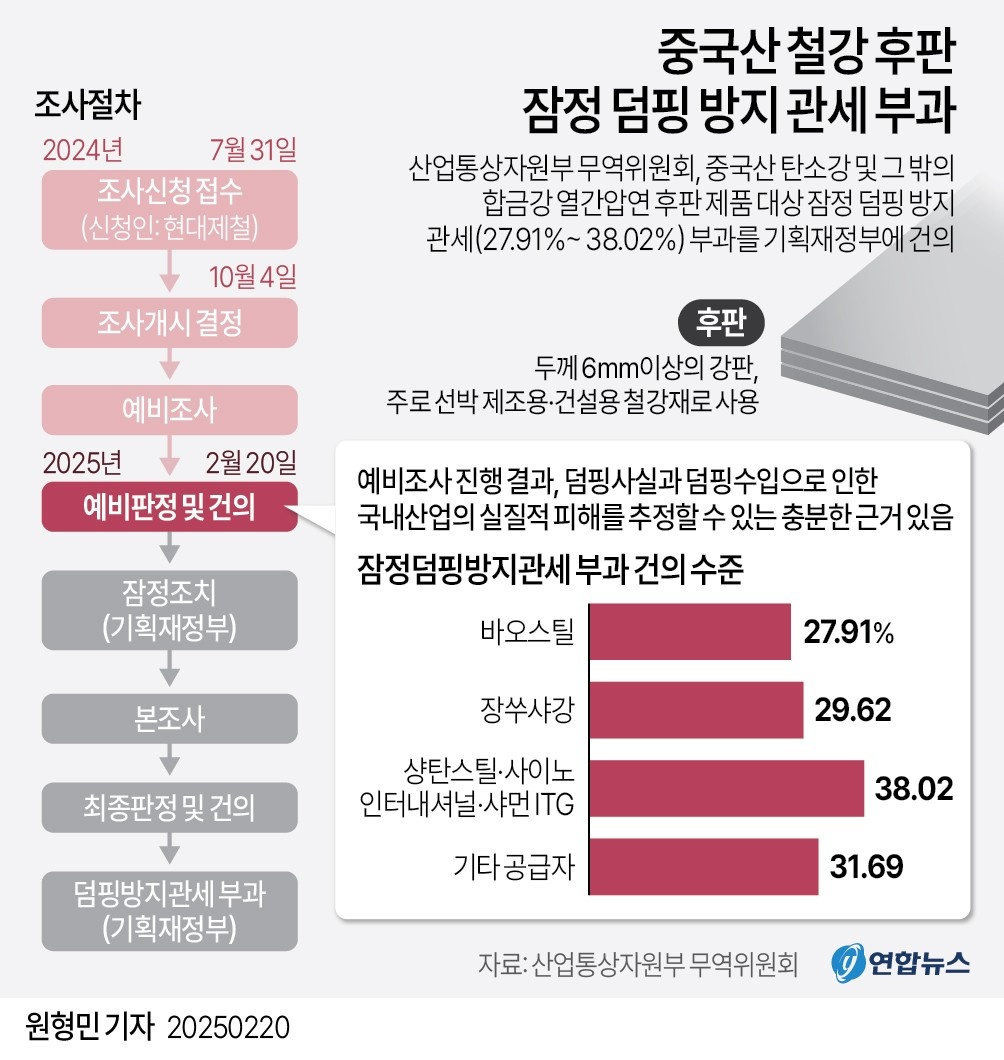 중국산 철강 후판
잠정 덤핑 방지 관세 부과
산업통상자원부 무역위원회, 중국산 탄소강 및 그 밖의
합금강 열간압연 후판 제품 대상 잠정 덤핑 방지
관세(27.91%~ 38.02%) 부과를 기획재정부에 건의
조사절차
2024년 7월 31일
조사신청 접수
(신청인: 현대제철)
10월 4일
조사개시 결정
예비조사
2025년 2월 20일
예비판정 및 건의
잠정조치
(기획재정부)
본조사
최종판정 및 건의
덤핑방지관세 부과
(기획재정부)
후판
두께 6mm이상의 강판,
주로 선박 제조용·건설용 철강재로 사용
예비조사 진행 결과, 덤핑사실과 덤핑수입으로 인한
국내산업의 실질적 피해를 추정할 수 있는 충분한 근거 있음
잠정덤핑방지관세 부과 건의 수준
바오스틸 27.91%
장쑤샤강 29.62
샹탄스틸·사이노
인터내셔널·샤먼 ITG 38.02
기타 공급자 31.69
자료: 산업통상자원부 무역위원회
y 연합뉴스
원형민 기자 20250220